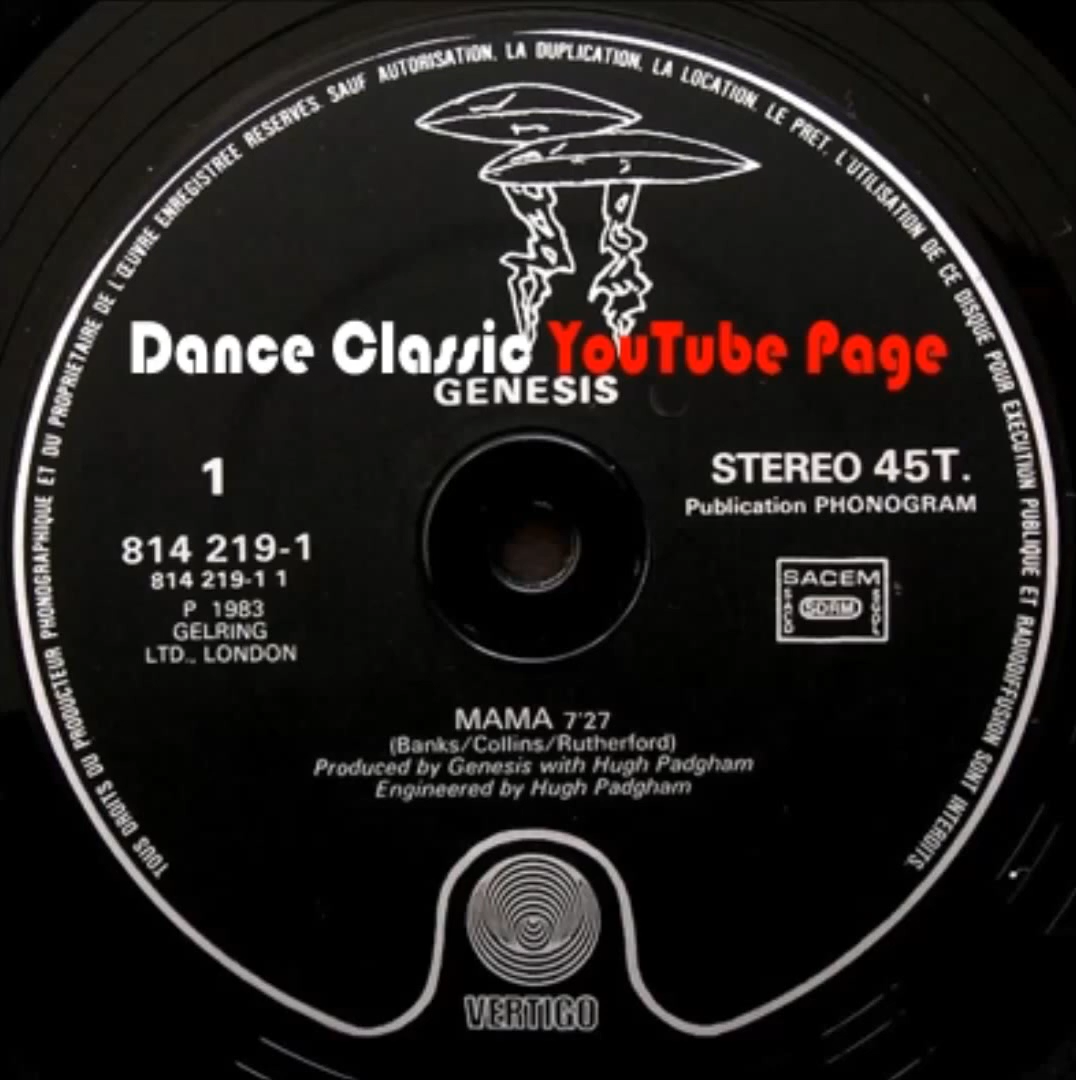 TOUS DROITS DU PRODUCTEUR PHONOGRAPHIQUE ET DU PROPRIETAIRE DE L'ŒUVRE ENREGISTREE RESERVES. SAUF AUTORISATION, LA DUPLICATION, LA LOCATION, LE PRET, L'UTILISATION DE CE DISQUE POUR EXECUTION PUBLIQUE ET RADIODIFFUSION SONT INTERDITS.
Dance Classic YouTube Page
GENESIS
1
STEREO 45T.
Publication PHONOGRAM
814 219-1
814 219-1 1
P 1983
GELRING
LTD., LONDON
SACEM
SACD
SDRM
SGDL
MAMA 7'27
(Banks/Collins/Rutherford)
Produced by Genesis with Hugh Padgham
Engineered by Hugh Padgham
VERTIGO